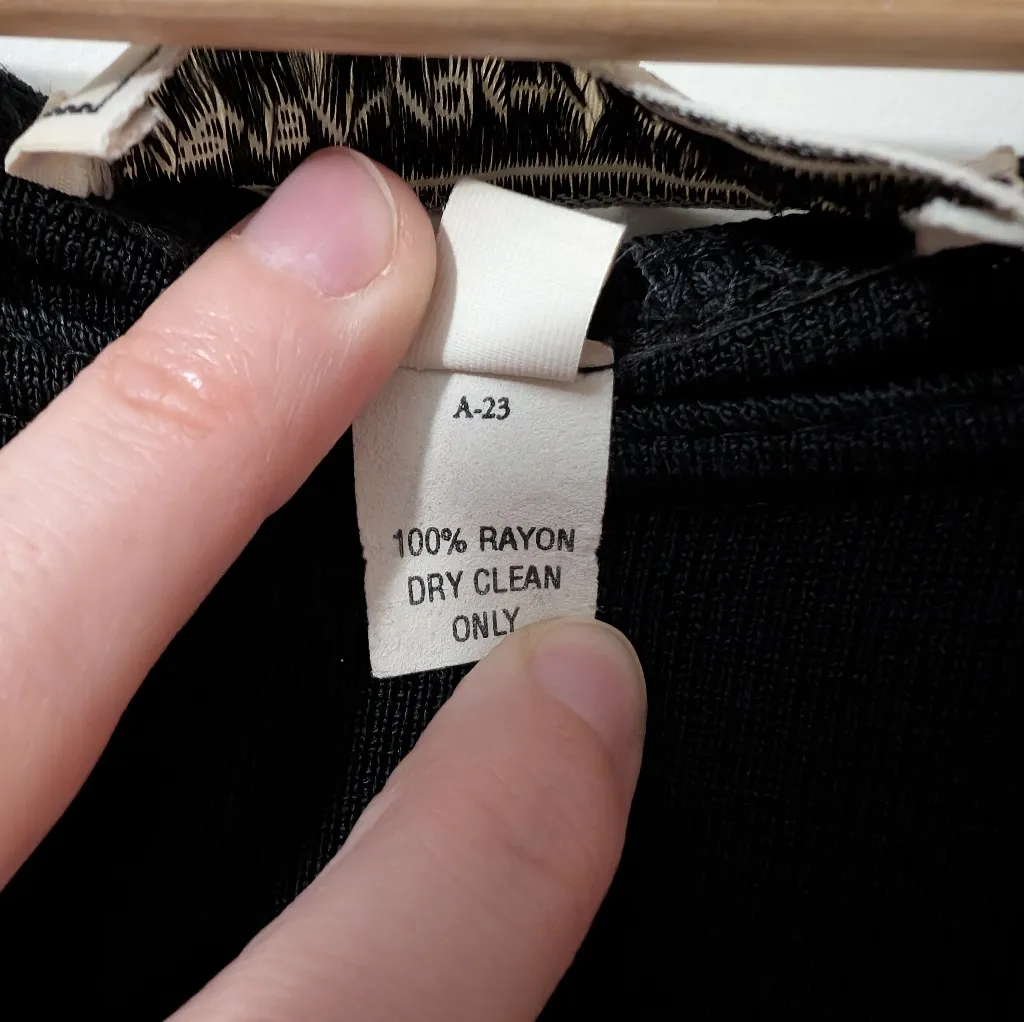 A-23
100% RAYON
DRY CLEAN
ONLY